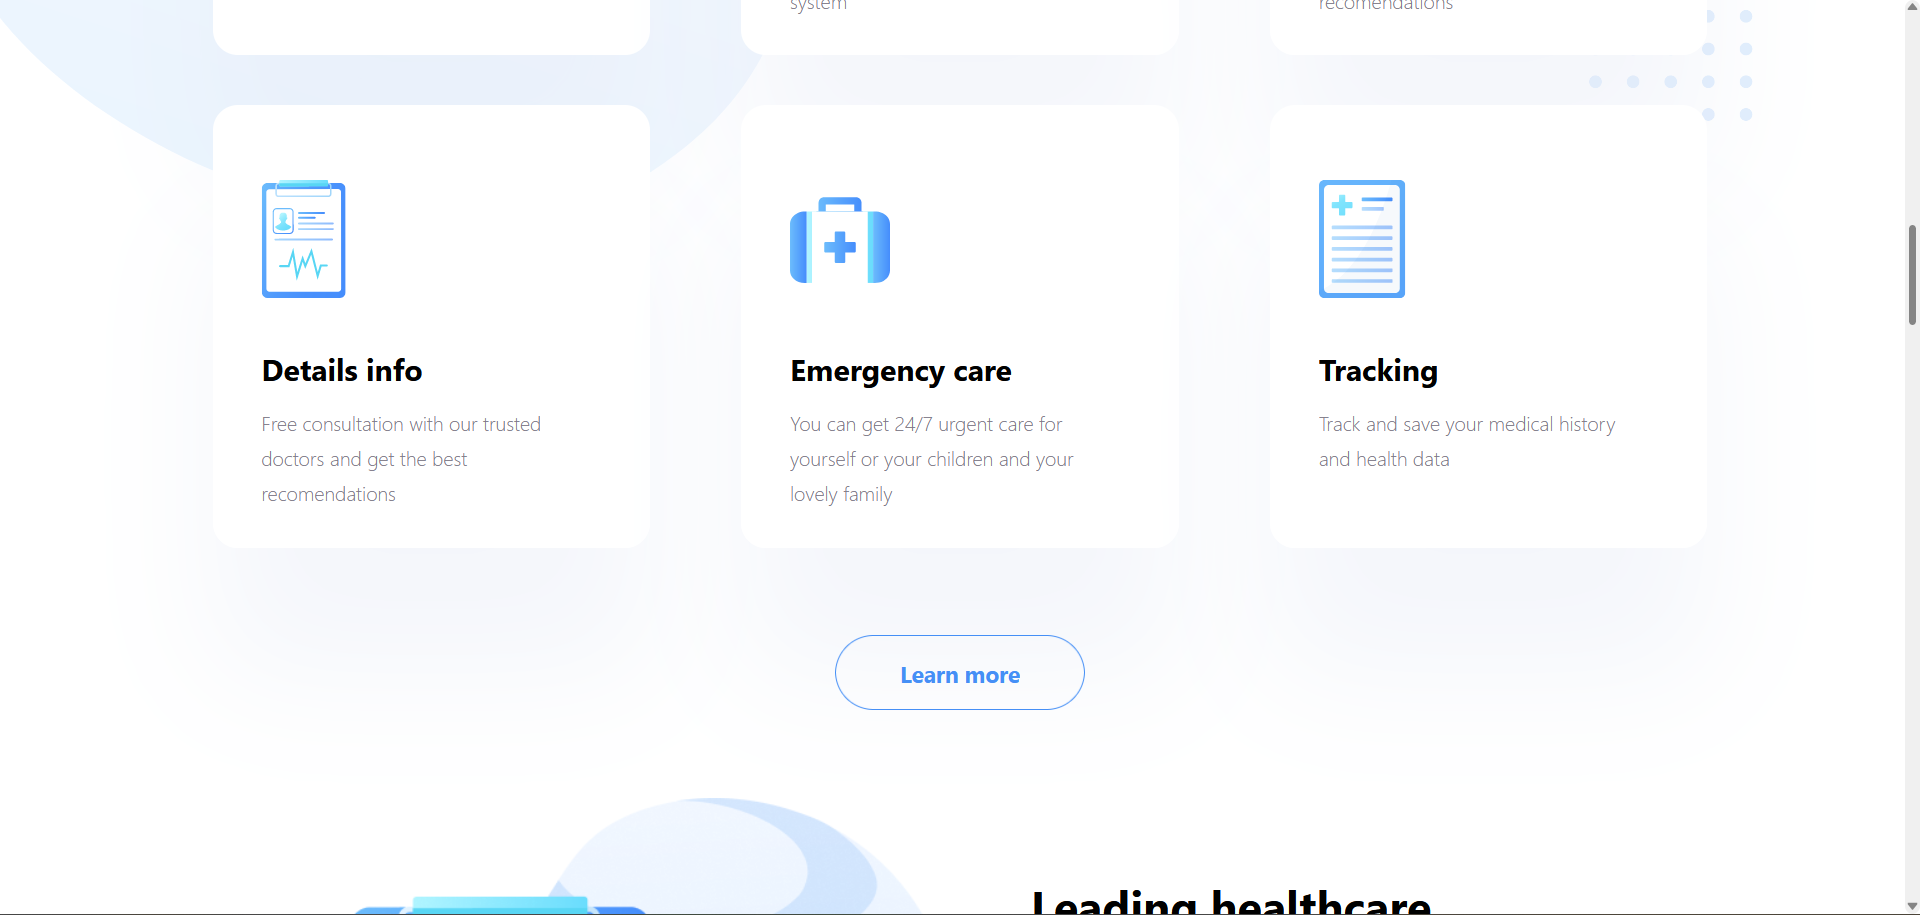 system
recomendations
Details info
Free consultation with our trusted
doctors and get the best
recomendations
Emergency care
You can get 24/7 urgent care for
yourself or your children and your
lovely family
Tracking
Track and save your medical history
and health data
Learn more
Leading healthcare